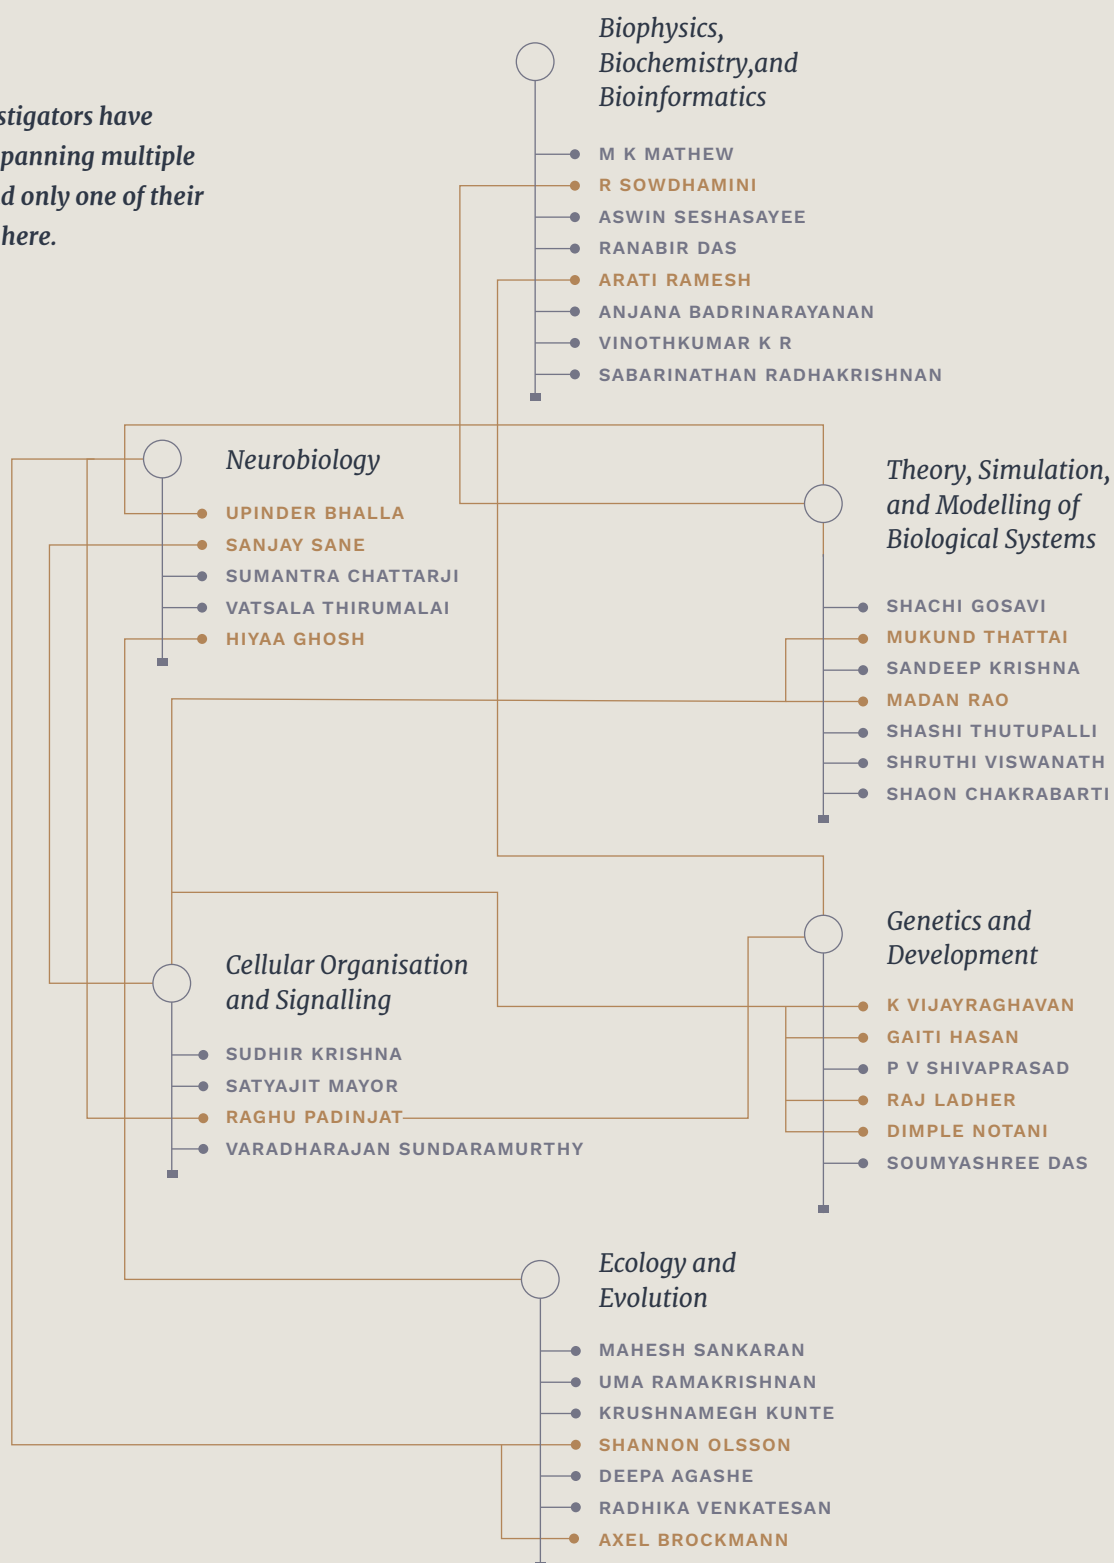 stigators have
panning multiple
d only one of their
here.
Biophysics,
Biochemistry,and
Bioinformatics
M K MATHEW
R SOWDHAMINI
ASWIN SESHASAYEE
RANABIR DAS
ARATI RAMESH
ANJANA BADRINARAYANAN
VINOTHKUMAR K R
SABARINATHAN RADHAKRISHNAN
Neurobiology
UPINDER BHALLA
SANJAY SANE
SUMANTRA CHATTARJI
VATSALA THIRUMALAI
HIYAA GHOSH
Theory, Simulation,
and Modelling of
Biological Systems
SHACHI GOSAVI
MUKUND THATTAI
SANDEEP KRISHNA
MADAN RAO
SHASHI THUTUPALLI
SHRUTHI VISWANATH
SHAON CHAKRABARTI
Cellular Organisation
and Signalling
SUDHIR KRISHNA
SATYAJIT MAYOR
RAGHU PADINJAT
VARADHARAJAN SUNDARAMURTHY
Genetics and
Development
K VIJAYRAGHAVAN
GAITI HASAN
P V SHIVAPRASAD
RAJ LADHER
DIMPLE NOTANI
SOUMYASHREE DAS
Ecology and
Evolution
MAHESH SANKARAN
UMA RAMAKRISHNAN
KRUSHNAMEGH KUNTE
SHANNON OLSSON
DEEPA AGASHE
RADHIKA VENKATESAN
AXEL BROCKMANN